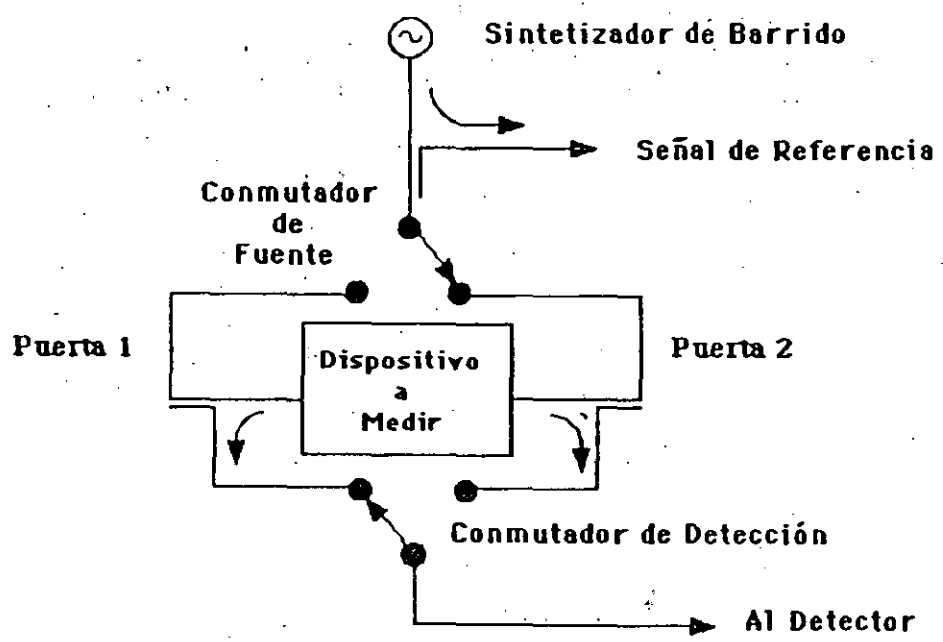 Sintetizador de Barrido
Señal de Referencia
Conmutador
de
Fuente
Puerta 1
Dispositivo
a
Medir
Puerta 2
Conmutador de Detección
Al Detector